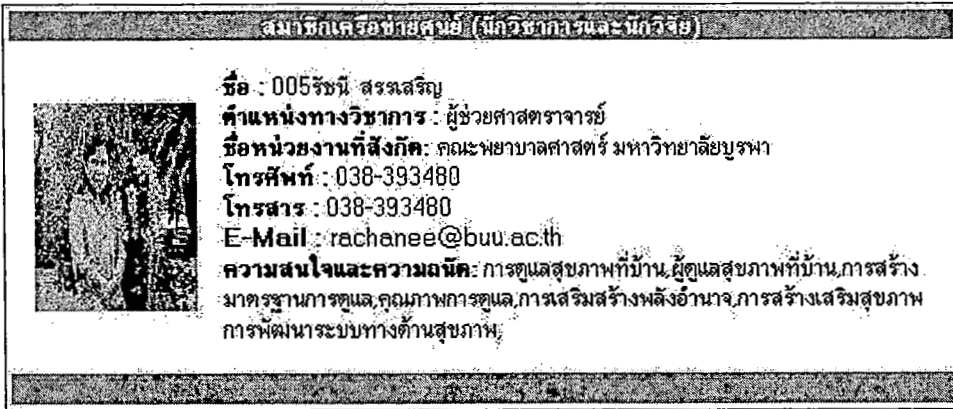 สมาชิกเครือข่ายศูนย์ (นักวิชาการและนักวิจัย)
ชื่อ : 005รัชนี สรรเสริญ
ตำแหน่งทางวิชาการ : ผู้ช่วยศาสตราจารย์
ชื่อหน่วยงานที่สังกัด: คณะพยาบาลศาสตร์ มหาวิทยาลัยบูรพา
โทรศัพท์ : 038-393480
โทรสาร : 038-393480
E-Mail : rachanee@buu.ac.th
ความสนใจและความถนัด: การดูแลสุขภาพที่บ้าน,ผู้ดูแลสุขภาพที่บ้าน,การสร้าง
มาตรฐานการดูแล,คุณภาพการดูแล,การเสริมสร้างพลังอำนาจ,การสร้างเสริมสุขภาพ
การพัฒนาระบบทางด้านสุขภาพ,